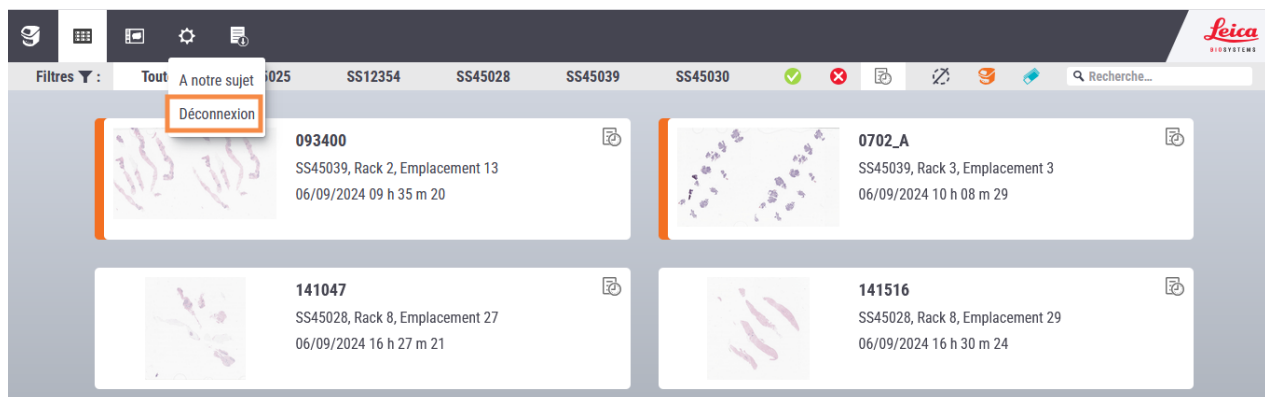 Leica
BIOSYSTEMS
Filtres : Tout 5025 SS12354 SS45028 SS45039 SS45030 Recherche...
A notre sujet
Déconnexion
093400
SS45039, Rack 2, Emplacement 13
06/09/2024 09 h 35 m 20
0702_A
SS45039, Rack 3, Emplacement 3
06/09/2024 10 h 08 m 29
141047
SS45028, Rack 8, Emplacement 27
06/09/2024 16 h 27 m 21
141516
SS45028, Rack 8, Emplacement 29
06/09/2024 16 h 30 m 24